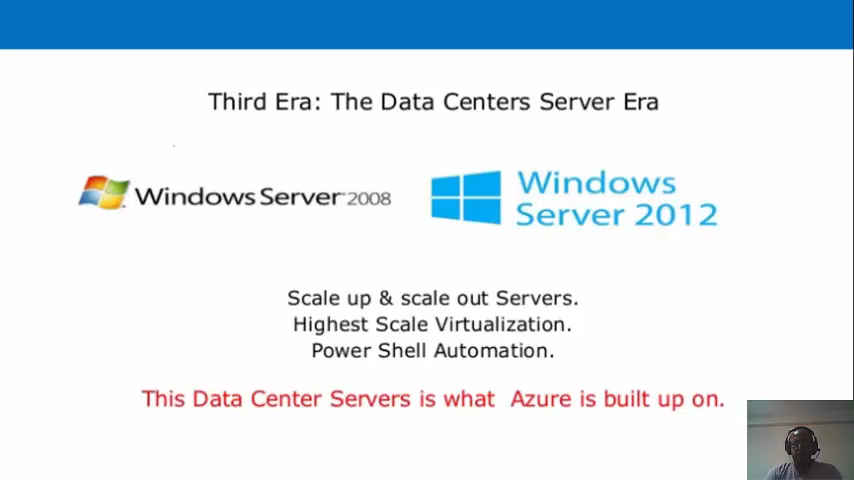 Third Era: The Data Centers Server Era
Windows Server 2008
Windows
Server 2012
Scale up & scale out Servers.
Highest Scale Virtualization.
Power Shell Automation.
This Data Center Servers is what Azure is built up on.